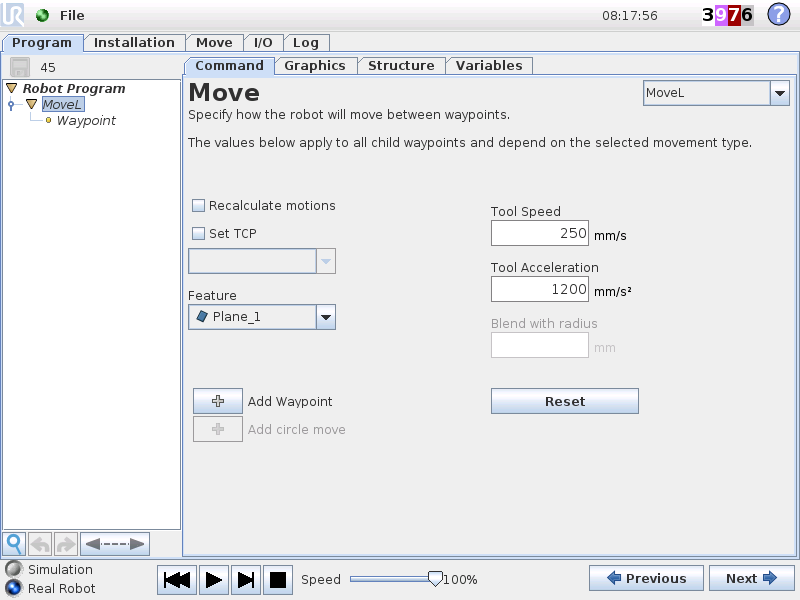 UR File 08:17:56 3976 ?
Program Installation Move I/O Log
45
Command Graphics Structure Variables
Robot Program
MoveL
Waypoint
Move
MoveL
Specify how the robot will move between waypoints.
The values below apply to all child waypoints and depend on the selected movement type.
Recalculate motions
Set TCP
Feature
Plane_1
Tool Speed
250 mm/s
Tool Acceleration
1200 mm/s²
Blend with radius
mm
Add Waypoint
Reset
Add circle move
Simulation
Real Robot
Speed 100%
Previous Next